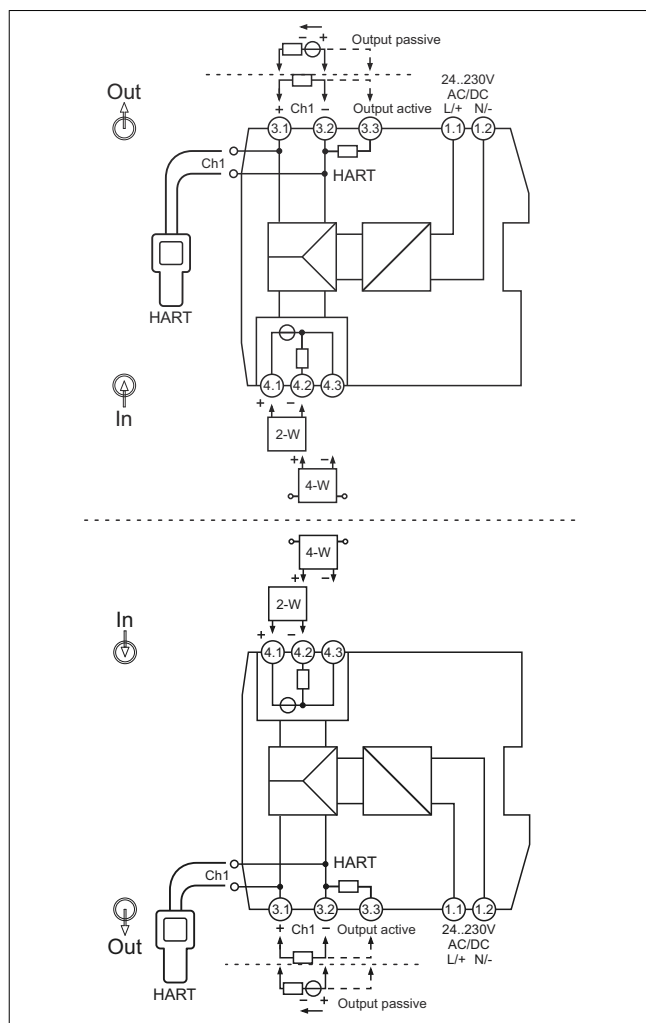 − +
Output passive
Out
24..230V
AC/DC
+ Ch1 − Output active L/+ N/-
3.1 3.2 3.3 1.1 1.2
Ch1
HART
HART
4.1 4.2 4.3
In
+ −
2-W
+ −
4-W
4-W
+ −
In
2-W
+ −
4.1 4.2 4.3
HART
Ch1
3.1 3.2 3.3 1.1 1.2
Out
+ Ch1 − Output active 24..230V
AC/DC
L/+ N/-
HART
− +
Output passive